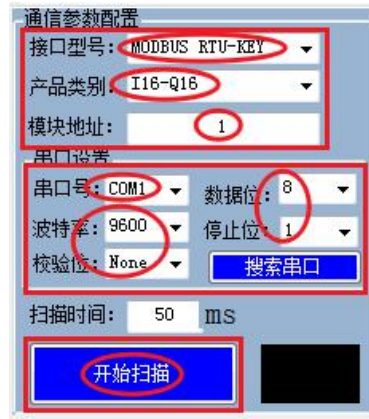 通信参数配置
接口型号: MODBUS RTU-KEY
产品类别: I16-Q16
模块地址: 1
串口设置
串口号: COM1 数据位: 8
波特率: 9600 停止位: 1
校验位: None 搜索串口
扫描时间: 50 ms
开始扫描